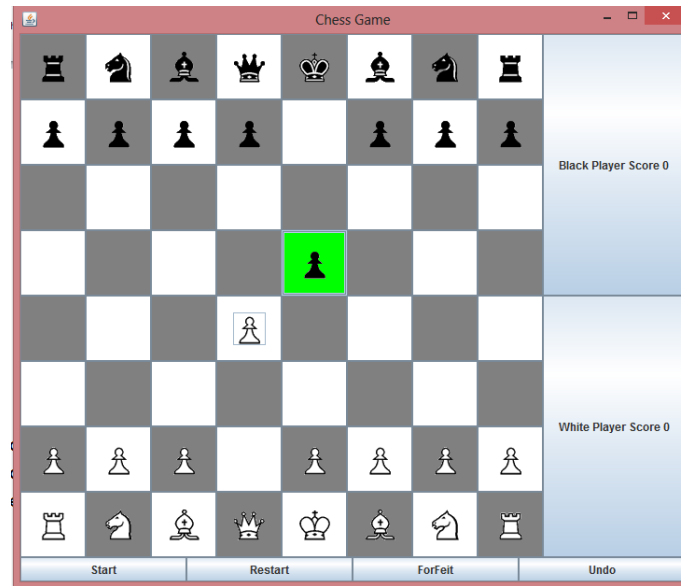 Chess Game
Black Player Score 0
White Player Score 0
Start
Restart
ForFeit
Undo